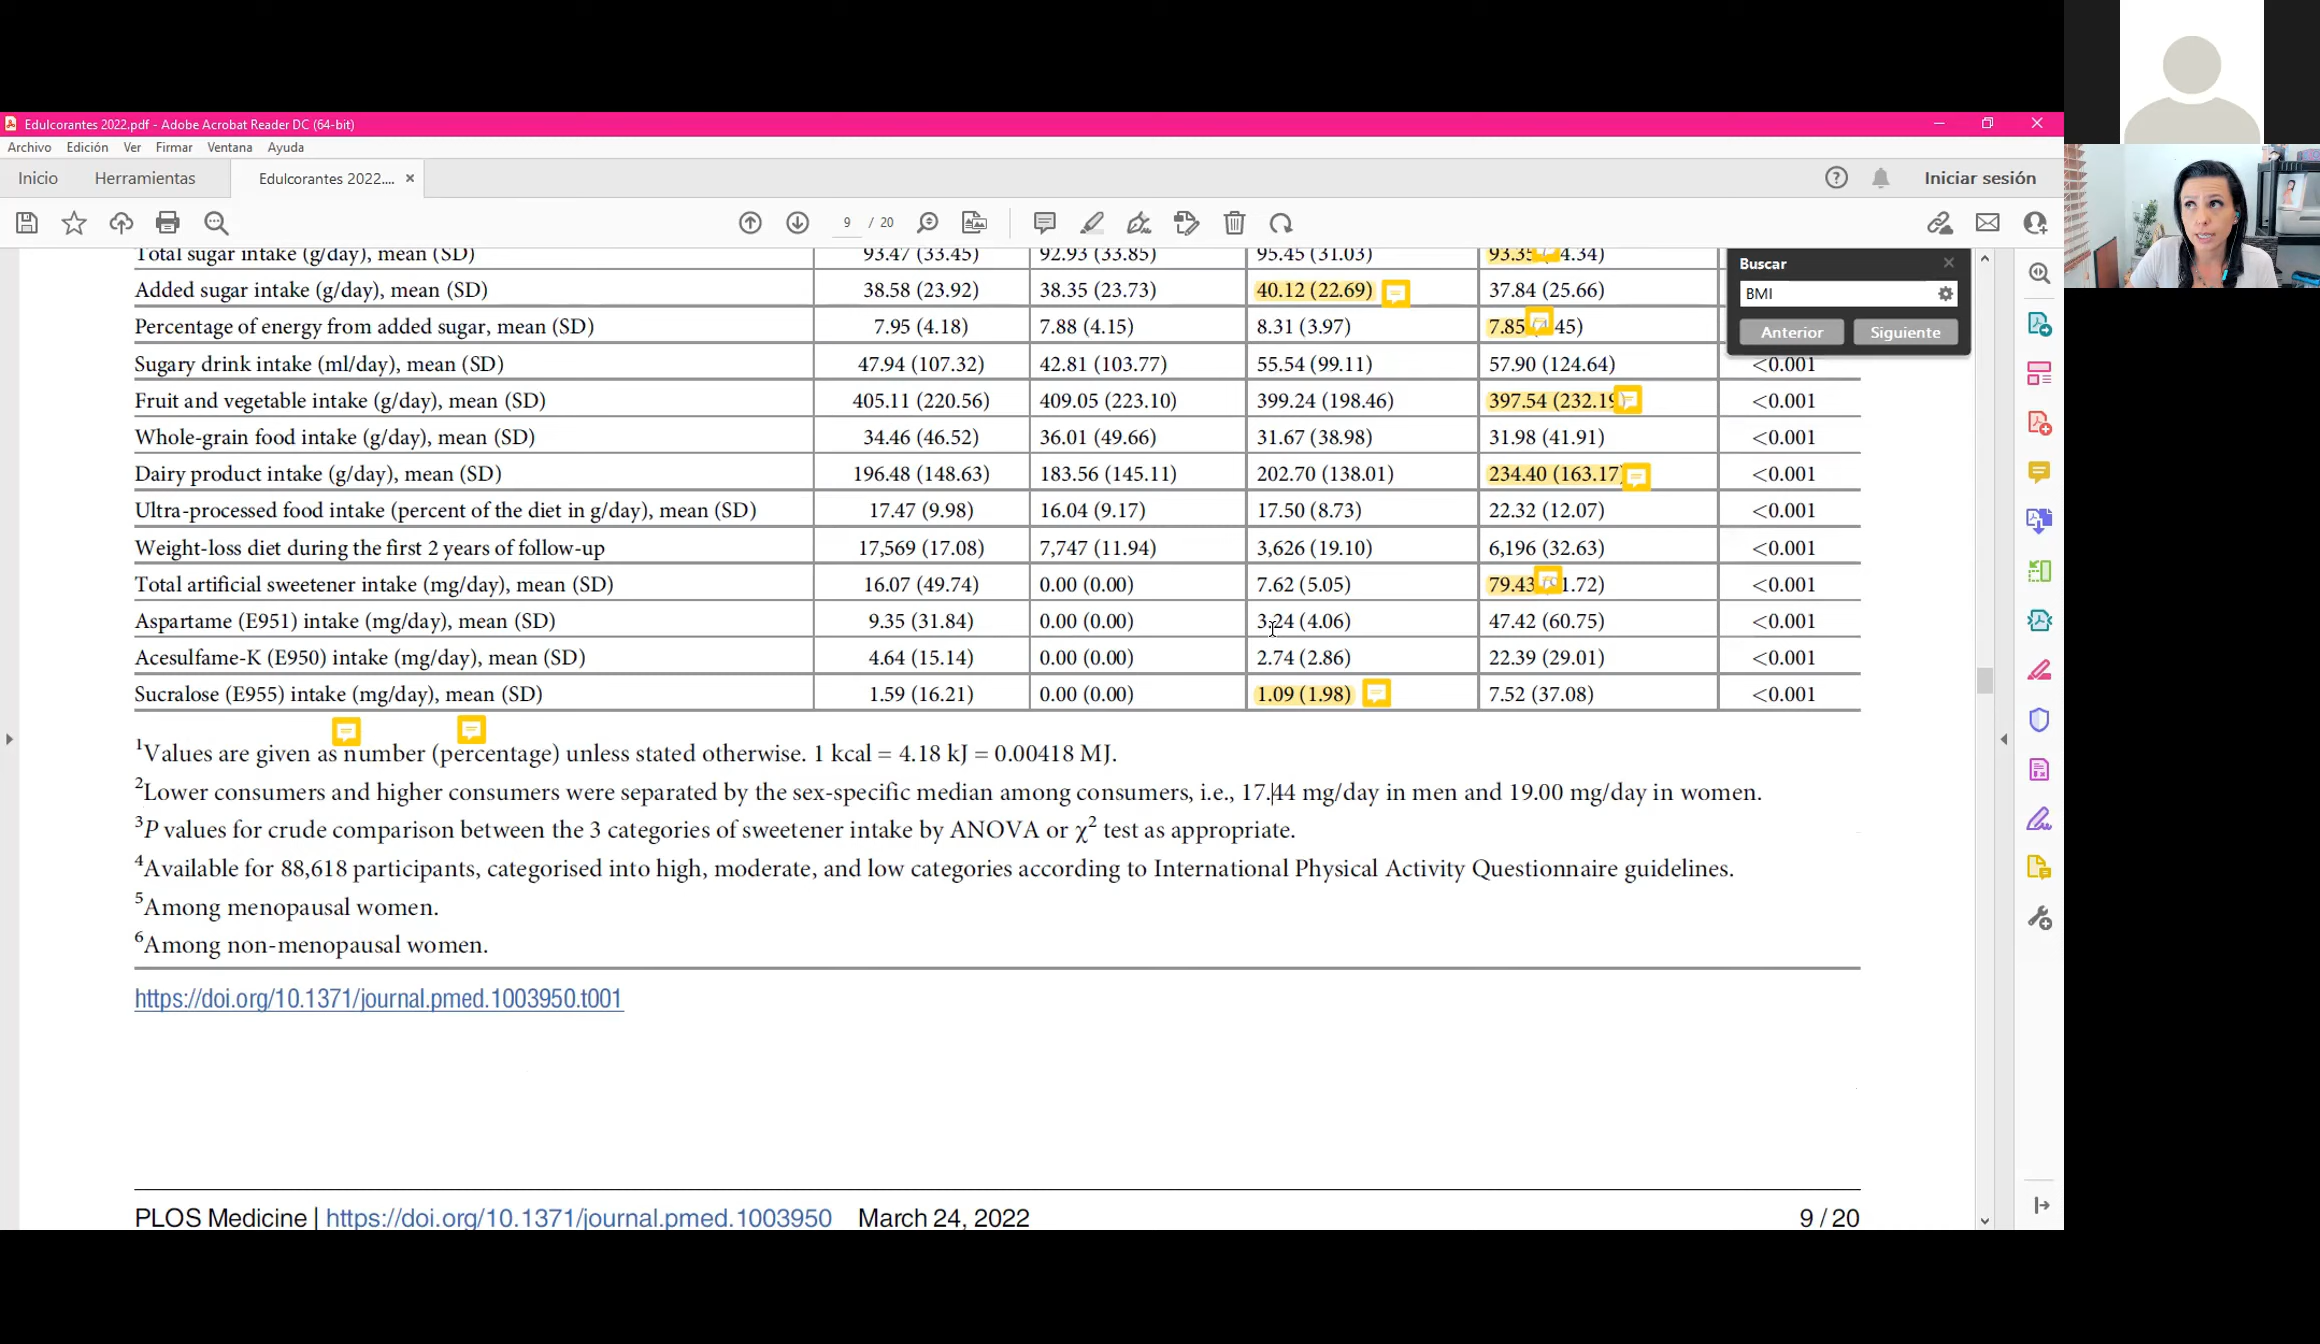 Edulcorantes 2022.pdf - Adobe Acrobat Reader DC (64-bit)
Archivo Edición Ver Firmar Ventana Ayuda
Inicio Herramientas Edulcorantes 2022.... × Iniciar sesión
9 / 20
Total sugar intake (g/day), mean (SD) 93.47 (33.45) 92.93 (33.85) 95.45 (31.03) 93.35 4.34)
Buscar
Added sugar intake (g/day), mean (SD) 38.58 (23.92) 38.35 (23.73) 40.12 (22.69) 37.84 (25.66)
BMI
Percentage of energy from added sugar, mean (SD) 7.95 (4.18) 7.88 (4.15) 8.31 (3.97) 7.85 45)
Anterior Siguiente
Sugary drink intake (ml/day), mean (SD) 47.94 (107.32) 42.81 (103.77) 55.54 (99.11) 57.90 (124.64) <0.001
Fruit and vegetable intake (g/day), mean (SD) 405.11 (220.56) 409.05 (223.10) 399.24 (198.46) 397.54 (232.19) <0.001
Whole-grain food intake (g/day), mean (SD) 34.46 (46.52) 36.01 (49.66) 31.67 (38.98) 31.98 (41.91) <0.001
Dairy product intake (g/day), mean (SD) 196.48 (148.63) 183.56 (145.11) 202.70 (138.01) 234.40 (163.17) <0.001
Ultra-processed food intake (percent of the diet in g/day), mean (SD) 17.47 (9.98) 16.04 (9.17) 17.50 (8.73) 22.32 (12.07) <0.001
Weight-loss diet during the first 2 years of follow-up 17,569 (17.08) 7,747 (11.94) 3,626 (19.10) 6,196 (32.63) <0.001
Total artificial sweetener intake (mg/day), mean (SD) 16.07 (49.74) 0.00 (0.00) 7.62 (5.05) 79.43 1.72) <0.001
Aspartame (E951) intake (mg/day), mean (SD) 9.35 (31.84) 0.00 (0.00) 3.24 (4.06) 47.42 (60.75) <0.001
Acesulfame-K (E950) intake (mg/day), mean (SD) 4.64 (15.14) 0.00 (0.00) 2.74 (2.86) 22.39 (29.01) <0.001
Sucralose (E955) intake (mg/day), mean (SD) 1.59 (16.21) 0.00 (0.00) 1.09 (1.98) 7.52 (37.08) <0.001
1Values are given as number (percentage) unless stated otherwise. 1 kcal = 4.18 kJ = 0.00418 MJ.
2Lower consumers and higher consumers were separated by the sex-specific median among consumers, i.e., 17.44 mg/day in men and 19.00 mg/day in women.
3P values for crude comparison between the 3 categories of sweetener intake by ANOVA or χ2 test as appropriate.
4Available for 88,618 participants, categorised into high, moderate, and low categories according to International Physical Activity Questionnaire guidelines.
5Among menopausal women.
6Among non-menopausal women.
https://doi.org/10.1371/journal.pmed.1003950.t001
PLOS Medicine | https://doi.org/10.1371/journal.pmed.1003950 March 24, 2022 9 / 20